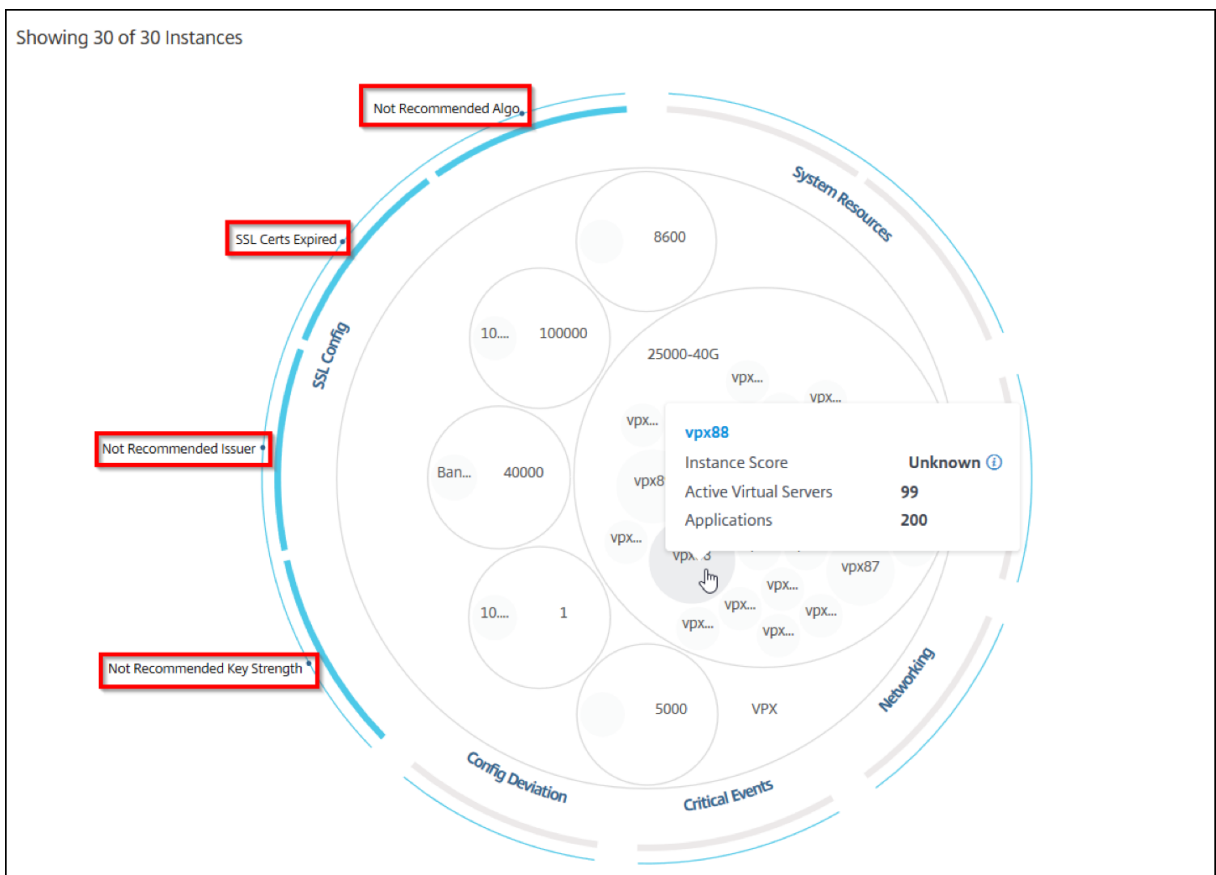 Showing 30 of 30 Instances
Not Recommended Algo
System Resources
SSL Certs Expired
8600
SSL Config
10.... 100000
25000-40G
vpx...
vpx...
vpx...
vpx88
Instance Score Unknown
Active Virtual Servers 99
Applications 200
Not Recommended Issuer
Ban... 40000
vpx...
vpx87
vpx...
10.... 1
vpx...
vpx...
vpx...
vpx...
Not Recommended Key Strength
Networking
5000 VPX
Config Deviation
Critical Events